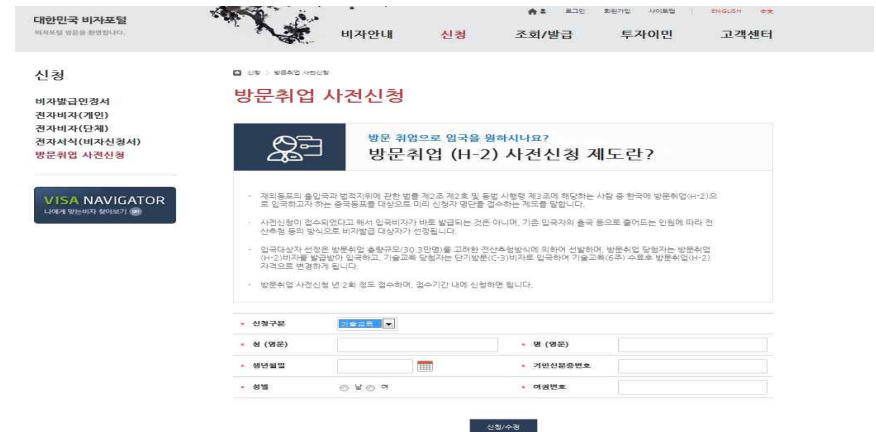 대한민국 비자포털
비자포털 방문을 환영합니다.
홈 로그인 회원가입 사이트맵 ENGLISH 中文
비자안내 신청 조회/발급 투자이민 고객센터
신청
비자발급인정서
전자비자(개인)
전자비자(단체)
전자서식(비자신청서)
방문취업 사전신청
VISA NAVIGATOR
나에게 맞는비자 찾아보기 GO
신청 > 방문취업 사전신청
방문취업 사전신청
방문 취업으로 입국을 원하시나요?
방문취업 (H-2) 사전신청 제도란?
- 재외동포의 출입국과 법적지위에 관한 법률 제2조 제2호 및 동법 시행령 제3조에 해당하는 사람 중 한국에 방문취업(H-2)으
로 입국하고자 하는 중국동포를 대상으로 미리 신청자 명단을 접수하는 제도를 말합니다.
- 사전신청이 접수되었다고 해서 입국비자가 바로 발급되는 것은 아니며, 기존 입국자의 출국 등으로 줄어드는 인원에 따라 전
산추첨 등의 방식으로 비자발급 대상자가 선정됩니다.
- 입국대상자 선정은 방문취업 총량규모(30.3만명)를 고려한 전산추첨방식에 의하여 선발하며, 방문취업 당첨자는 방문취업
(H-2)비자를 발급받아 입국하고, 기술교육 당첨자는 단기방문(C-3)비자로 입국하여 기술교육(6주) 수료후 방문취업(H-2)
자격으로 변경하게 됩니다.
- 방문취업 사전신청 년 2회 정도 접수하며, 접수기간 내에 신청하면 됩니다.
* 신청구분 기술교육
* 성 (영문) * 명 (영문)
* 생년월일 * 거민신분증번호
* 성별 남 여 * 여권번호
신청/수정